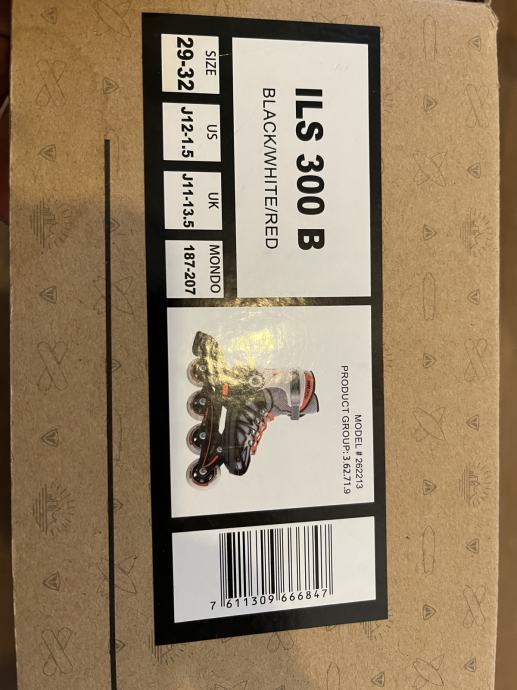 ILS 300 B
BLACK/WHITE/RED
SIZE
29-32
US
J12-1.5
UK
J11-13.5
MONDO
187-207
MODEL # 262213
PRODUCT GROUP: 3.62.71.9
7 611309 666847